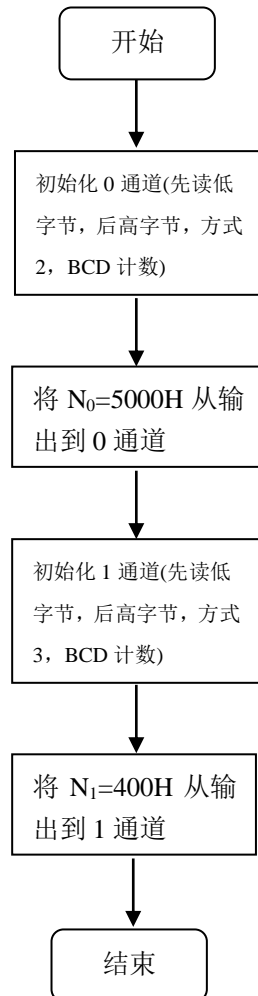 开始
初始化 0 通道(先读低
字节，后高字节，方式
2，BCD 计数)
将 N₀=5000H 从输
出到 0 通道
初始化 1 通道(先读低
字节，后高字节，方式
3，BCD 计数)
将 N₁=400H 从输
出到 1 通道
结束